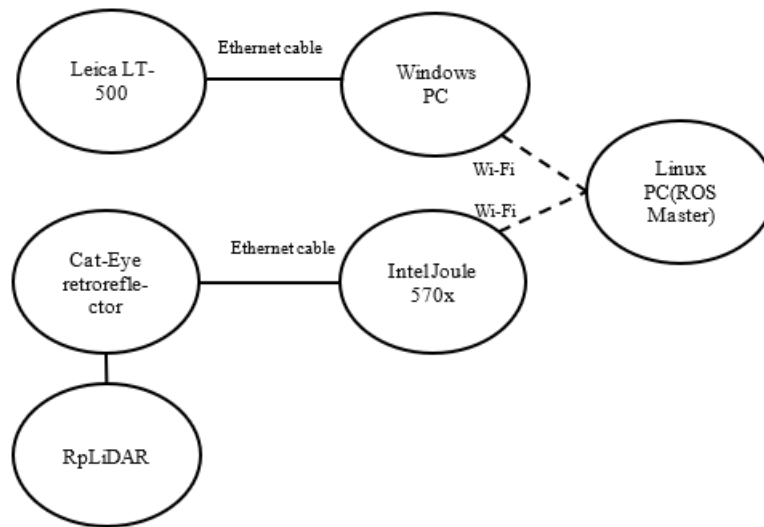 Ethernet cable
Leica LT-
500
Windows
PC
Wi-Fi
Linux
PC(ROS
Master)
Wi-Fi
Ethernet cable
Cat-Eye
retrorefle-
ctor
Intel Joule
570x
RpLiDAR